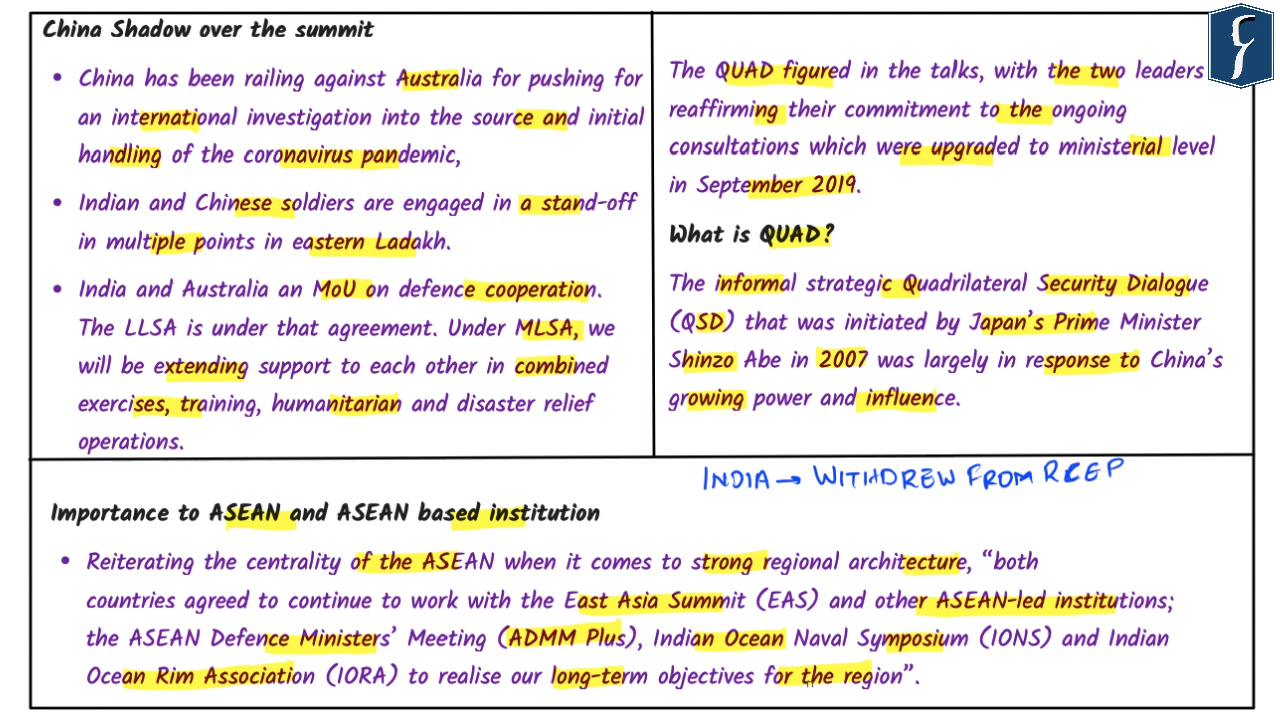 China Shadow over the summit
• China has been railing against Australia for pushing for
an international investigation into the source and initial
handling of the coronavirus pandemic,
• Indian and Chinese soldiers are engaged in a stand-off
in multiple points in eastern Ladakh.
• India and Australia an MoU on defence cooperation.
The LLSA is under that agreement. Under MLSA, we
will be extending support to each other in combined
exercises, training, humanitarian and disaster relief
operations.
The QUAD figured in the talks, with the two leaders
reaffirming their commitment to the ongoing
consultations which were upgraded to ministerial level
in September 2019.
What is QUAD?
The informal strategic Quadrilateral Security Dialogue
(QSD) that was initiated by Japan's Prime Minister
Shinzo Abe in 2007 was largely in response to China's
growing power and influence.
INDIA → WITHDREW FROM RCEP
Importance to ASEAN and ASEAN based institution
• Reiterating the centrality of the ASEAN when it comes to strong regional architecture, “both
countries agreed to continue to work with the East Asia Summit (EAS) and other ASEAN-led institutions;
the ASEAN Defence Ministers' Meeting (ADMM Plus), Indian Ocean Naval Symposium (IONS) and Indian
Ocean Rim Association (IORA) to realise our long-term objectives for the region”.